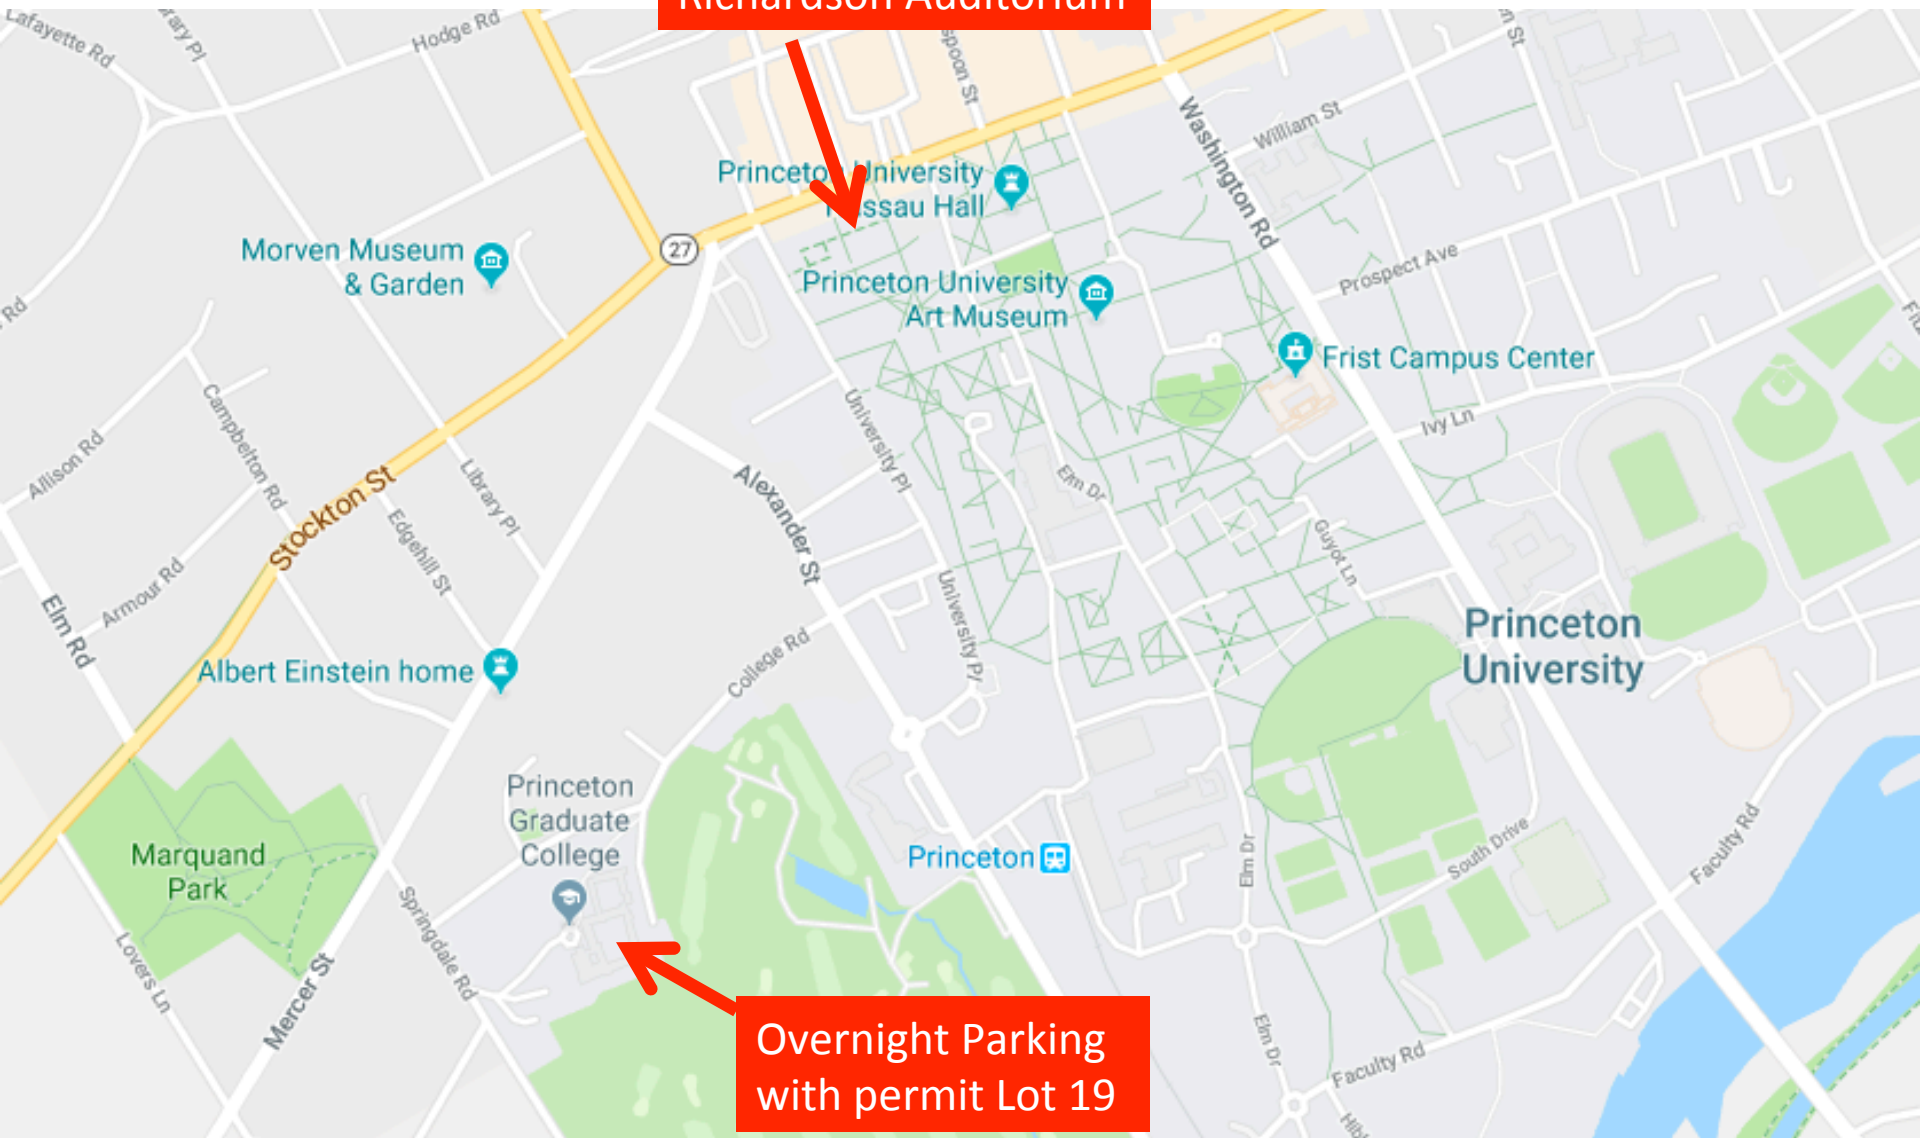 Richardson Auditorium
Lafayette Rd
Hodge Rd
William St
Washington Rd
Princeton University
Nassau Hall
Morven Museum
& Garden
27
Princeton University
Art Museum
Prospect Ave
Frist Campus Center
Rd
Campbelton Rd
Allison Rd
Library Pl
Stockton St
Edgehill St
Armour Rd
Elm Rd
University Pl
Alexander St
Elm Dr
Ivy Ln
Guyot Ln
University Pl
College Rd
Princeton
University
Albert Einstein home
Princeton
Graduate
College
Marquand
Park
Princeton
Elm Dr
South Drive
Faculty Rd
Springdale Rd
Lovers Ln
Mercer St
Overnight Parking
with permit Lot 19
Elm Dr
Faculty Rd